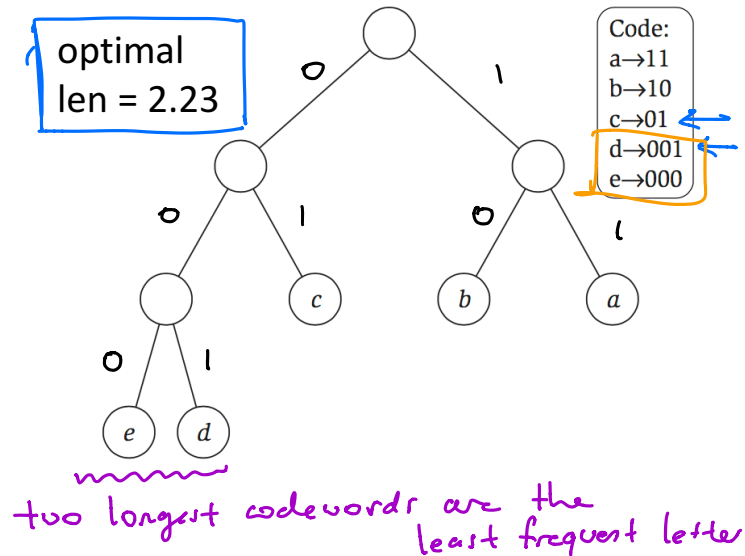 optimal
len = 2.23
Code:
a→11
b→10
c→01
d→001
e→000
0 1
0 1 0 1
c b a
0 1
e d
two longest codewords are the
least frequent letter